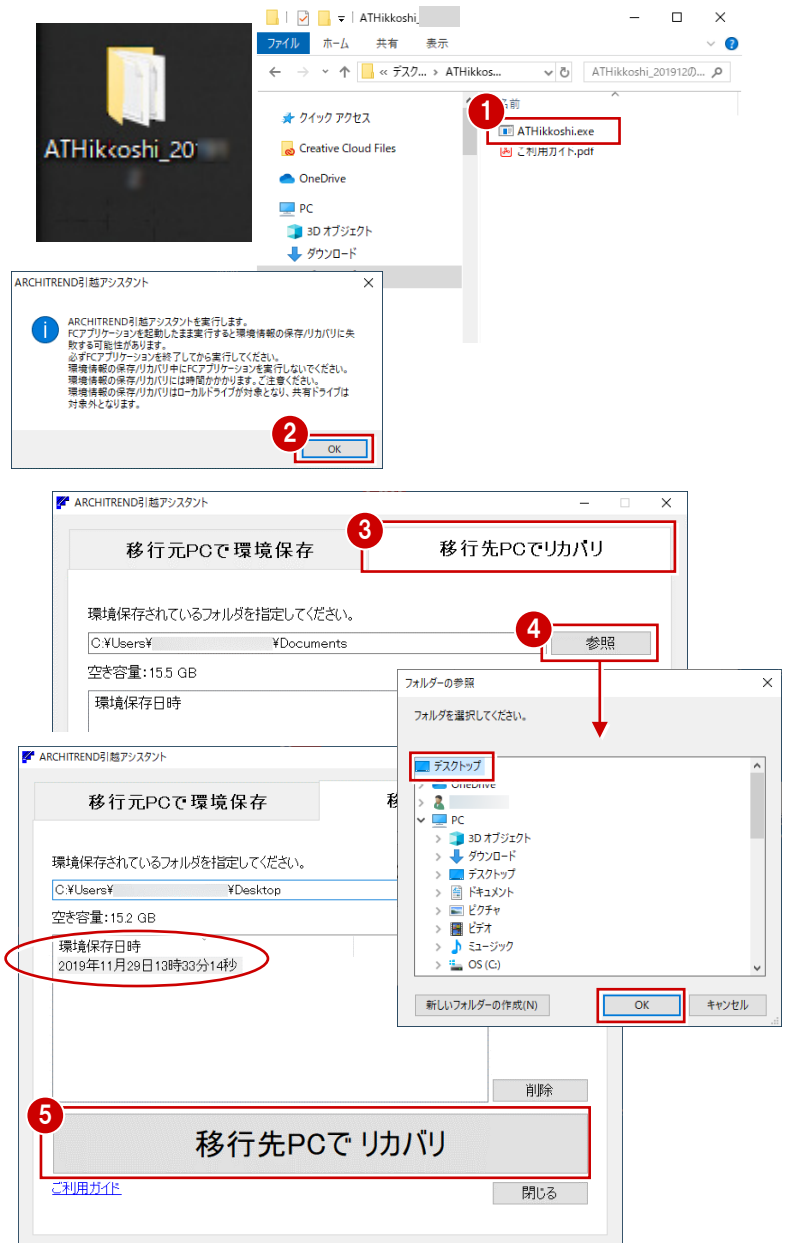 ATHikkoshi_20
ATHikkoshi_
ファイル ホーム 共有 表示
« デスク... › ATHikkos...
ATHikkoshi_201912の...
クイック アクセス
Creative Cloud Files
OneDrive
PC
3D オブジェクト
ダウンロード
名前
1
ATHikkoshi.exe
ご利用ガイド.pdf
ARCHITREND引越アシスタント
ARCHITREND引越アシスタントを実行します。
FCアプリケーションを起動したまま実行すると環境情報の保存/リカバリに失
敗する可能性があります。
必ずFCアプリケーションを終了してから実行してください。
環境情報の保存/リカバリ中にFCアプリケーションを実行しないでください。
環境情報の保存/リカバリには時間かかります。ご注意ください。
環境情報の保存/リカバリはローカルドライブが対象となり、共有ドライブは
対象外となります。
2
OK
ARCHITREND引越アシスタント
移行元PCで環境保存
3
移行先PCでリカバリ
環境保存されているフォルダを指定してください。
C:¥Users¥ ¥Documents
4
参照
空き容量:15.5 GB
環境保存日時
フォルダーの参照
フォルダを選択してください。
デスクトップ
OneDrive
PC
3D オブジェクト
ダウンロード
デスクトップ
ドキュメント
ピクチャ
ビデオ
ミュージック
OS (C:)
新しいフォルダーの作成(N)
OK
キャンセル
ARCHITREND引越アシスタント
移行元PCで環境保存
移
環境保存されているフォルダを指定してください。
C:¥Users¥ ¥Desktop
空き容量:15.2 GB
環境保存日時
2019年11月29日13時33分14秒
削除
5
移行先PCでリカバリ
ご利用ガイド
閉じる